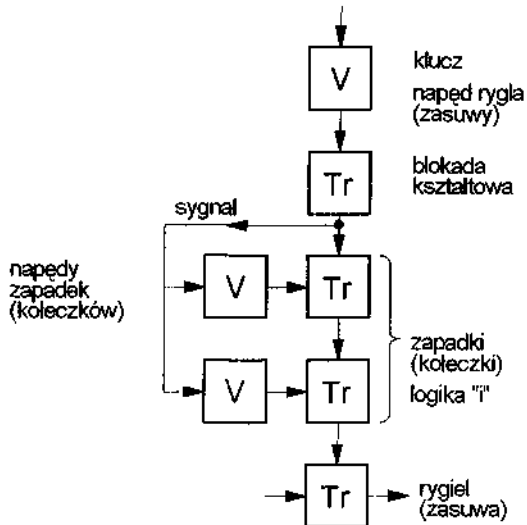 V
klucz
napęd rygla
(zasuwy)
Tr
blokada
kształtowa
sygnał
napędy
zapadek
(kołeczków)
V
Tr
V
Tr
zapadki
(kołeczki)
logika "i"
Tr
rygiel
(zasuwa)